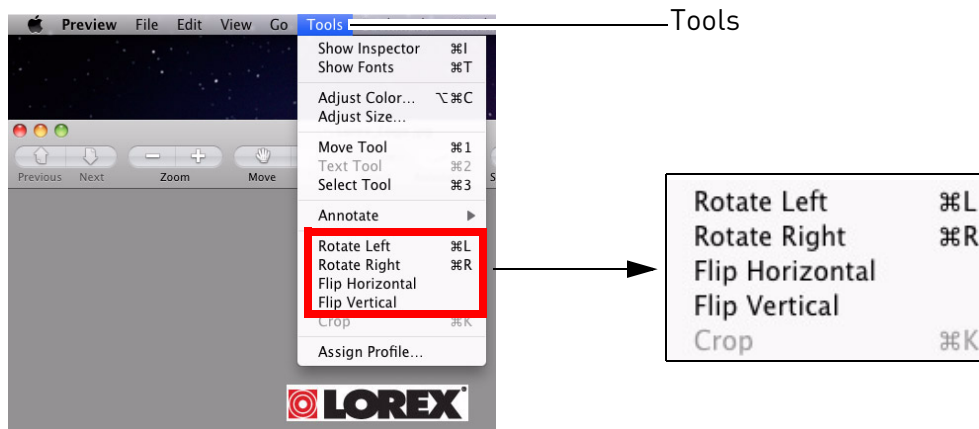 Preview File Edit View Go Tools
Tools
Show Inspector ⌘I
Show Fonts ⌘T
Adjust Color... ⌥⌘C
Adjust Size...
Move Tool ⌘1
Text Tool ⌘2
Select Tool ⌘3
Annotate ▶
Rotate Left ⌘L
Rotate Right ⌘R
Flip Horizontal
Flip Vertical
Crop ⌘K
Assign Profile...
Previous Next Zoom Move
LOREX
Rotate Left ⌘L
Rotate Right ⌘R
Flip Horizontal
Flip Vertical
Crop ⌘K